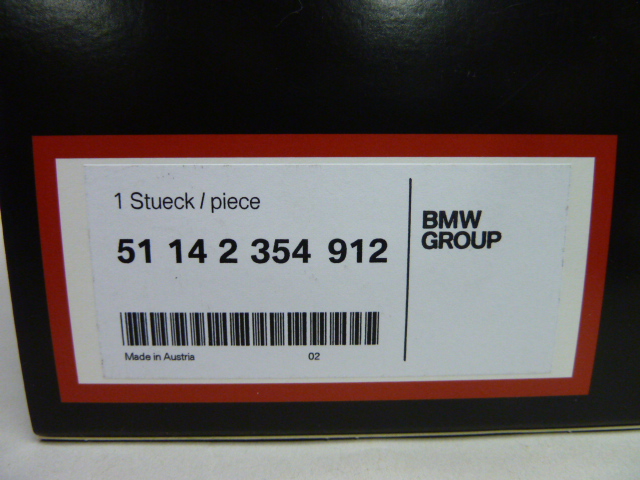 1 Stueck / piece
51 14 2 354 912
Made in Austria 02
BMW
GROUP